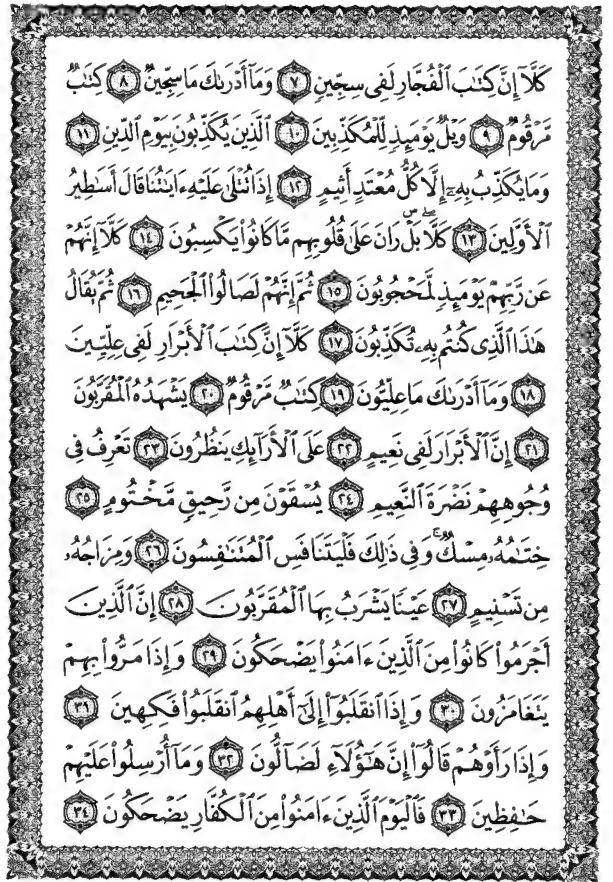 كَلَّآ إِنَّ كِتَٰبَ ٱلْفُجَّارِ لَفِى سِجِّينٍ ٧ وَمَآ أَدْرَىٰكَ مَا سِجِّينٌ ٨ كِتَٰبٌ
مَّرْقُومٌ ٩ وَيْلٌ يَوْمَئِذٍ لِّلْمُكَذِّبِينَ ١٠ ٱلَّذِينَ يُكَذِّبُونَ بِيَوْمِ ٱلدِّينِ ١١
وَمَا يُكَذِّبُ بِهِۦٓ إِلَّا كُلُّ مُعْتَدٍ أَثِيمٍ ١٢ إِذَا تُتْلَىٰ عَلَيْهِ ءَايَٰتُنَا قَالَ أَسَٰطِيرُ
ٱلْأَوَّلِينَ ١٣ كَلَّا ۖ بَلْ ۜ رَانَ عَلَىٰ قُلُوبِهِم مَّا كَانُوا۟ يَكْسِبُونَ ١٤ كَلَّآ إِنَّهُمْ
عَن رَّبِّهِمْ يَوْمَئِذٍ لَّمَحْجُوبُونَ ١٥ ثُمَّ إِنَّهُمْ لَصَالُوا۟ ٱلْجَحِيمِ ١٦ ثُمَّ يُقَالُ
هَٰذَا ٱلَّذِى كُنتُم بِهِۦ تُكَذِّبُونَ ١٧ كَلَّآ إِنَّ كِتَٰبَ ٱلْأَبْرَارِ لَفِى عِلِّيِّينَ
١٨ وَمَآ أَدْرَىٰكَ مَا عِلِّيُّونَ ١٩ كِتَٰبٌ مَّرْقُومٌ ٢٠ يَشْهَدُهُ ٱلْمُقَرَّبُونَ
٢١ إِنَّ ٱلْأَبْرَارَ لَفِى نَعِيمٍ ٢٢ عَلَى ٱلْأَرَآئِكِ يَنظُرُونَ ٢٣ تَعْرِفُ فِى
وُجُوهِهِمْ نَضْرَةَ ٱلنَّعِيمِ ٢٤ يُسْقَوْنَ مِن رَّحِيقٍ مَّخْتُومٍ ٢٥
خِتَٰمُهُۥ مِسْكٌ ۚ وَفِى ذَٰلِكَ فَلْيَتَنَافَسِ ٱلْمُتَنَٰفِسُونَ ٢٦ وَمِزَاجُهُۥ
مِن تَسْنِيمٍ ٢٧ عَيْنًا يَشْرَبُ بِهَا ٱلْمُقَرَّبُونَ ٢٨ إِنَّ ٱلَّذِينَ
أَجْرَمُوا۟ كَانُوا۟ مِنَ ٱلَّذِينَ ءَامَنُوا۟ يَضْحَكُونَ ٢٩ وَإِذَا مَرُّوا۟ بِهِمْ
يَتَغَامَزُونَ ٣٠ وَإِذَا ٱنقَلَبُوٓا۟ إِلَىٰٓ أَهْلِهِمُ ٱنقَلَبُوا۟ فَكِهِينَ ٣١
وَإِذَا رَأَوْهُمْ قَالُوٓا۟ إِنَّ هَٰٓؤُلَآءِ لَضَآلُّونَ ٣٢ وَمَآ أُرْسِلُوا۟ عَلَيْهِمْ
حَٰفِظِينَ ٣٣ فَٱلْيَوْمَ ٱلَّذِينَ ءَامَنُوا۟ مِنَ ٱلْكُفَّارِ يَضْحَكُونَ ٣٤